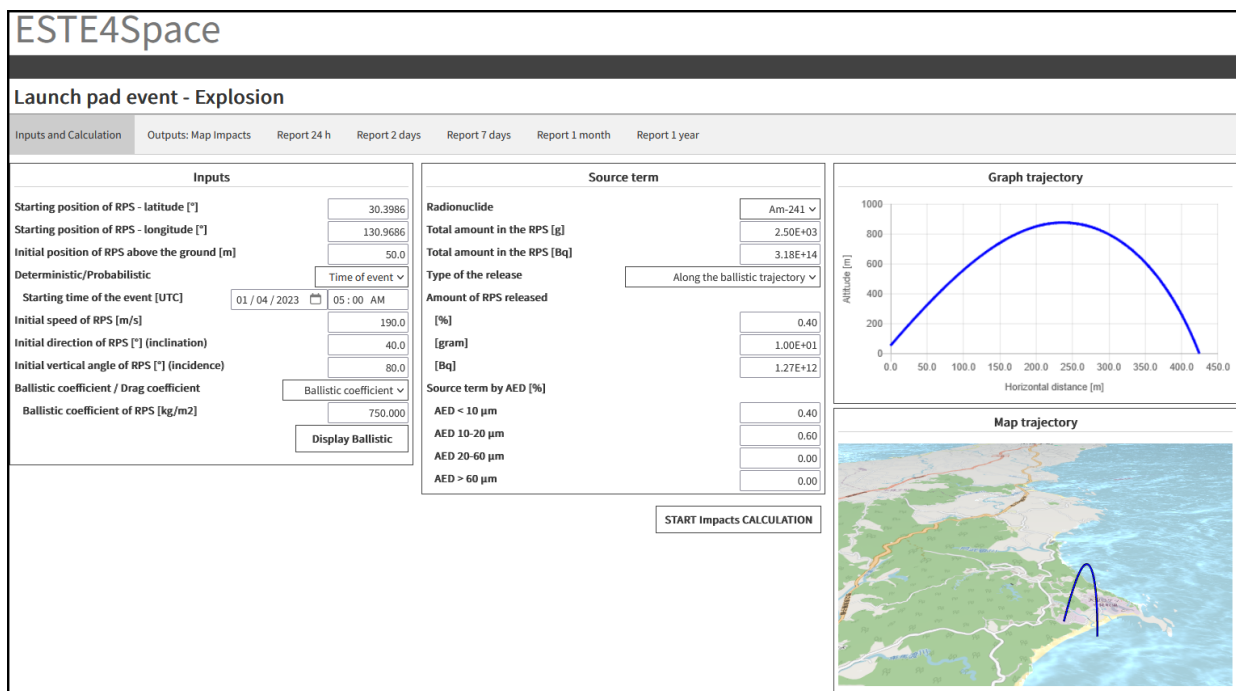 ESTE4Space
Launch pad event - Explosion
Inputs and Calculation Outputs: Map Impacts Report 24 h Report 2 days Report 7 days Report 1 month Report 1 year
Inputs
Starting position of RPS - latitude [°] 30.3986
Starting position of RPS - longitude [°] 130.9686
Initial position of RPS above the ground [m] 50.0
Deterministic/Probabilistic Time of event
Starting time of the event [UTC] 01/04/2023 05:00 AM
Initial speed of RPS [m/s] 190.0
Initial direction of RPS [°] (inclination) 40.0
Initial vertical angle of RPS [°] (incidence) 80.0
Ballistic coefficient / Drag coefficient Ballistic coefficient
Ballistic coefficient of RPS [kg/m2] 750.000
Display Ballistic
Source term
Radionuclide Am-241
Total amount in the RPS [g] 2.50E+03
Total amount in the RPS [Bq] 3.18E+14
Type of the release Along the ballistic trajectory
Amount of RPS released
[%] 0.40
[gram] 1.00E+01
[Bq] 1.27E+12
Source term by AED [%]
AED < 10 µm 0.40
AED 10-20 µm 0.60
AED 20-60 µm 0.00
AED > 60 µm 0.00
START Impacts CALCULATION
Graph trajectory
1000
800
600
400
200
0
Altitude [m]
0.0 50.0 100.0 150.0 200.0 250.0 300.0 350.0 400.0 450.0
Horizontal distance [m]
Map trajectory